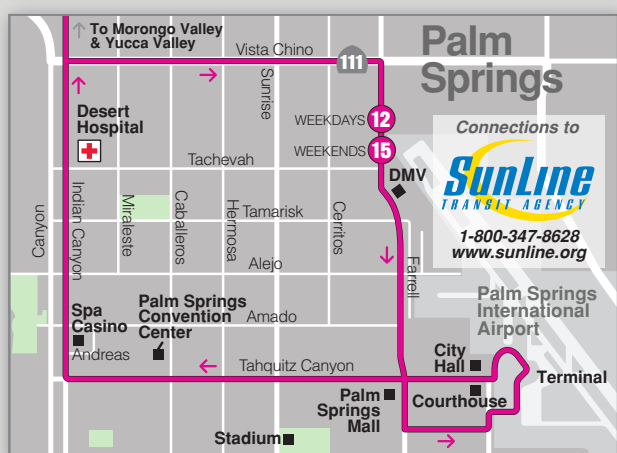 To Morongo Valley
& Yucca Valley
Vista Chino
111
Palm
Springs
Sunrise
WEEKDAYS 12
WEEKENDS 15
Desert
Hospital
Connections to
SunLine
TRANSIT AGENCY
1-800-347-8628
www.sunline.org
Tachevah
DMV
Canyon
Indian Canyon
Miraleste
Caballeros
Hermosa
Tamarisk
Cerritos
Farrell
Alejo
Palm Springs
International
Airport
Spa
Casino
Palm Springs
Convention
Center
Amado
Andreas
Tahquitz Canyon
City
Hall
Terminal
Palm
Springs
Mall
Courthouse
Stadium